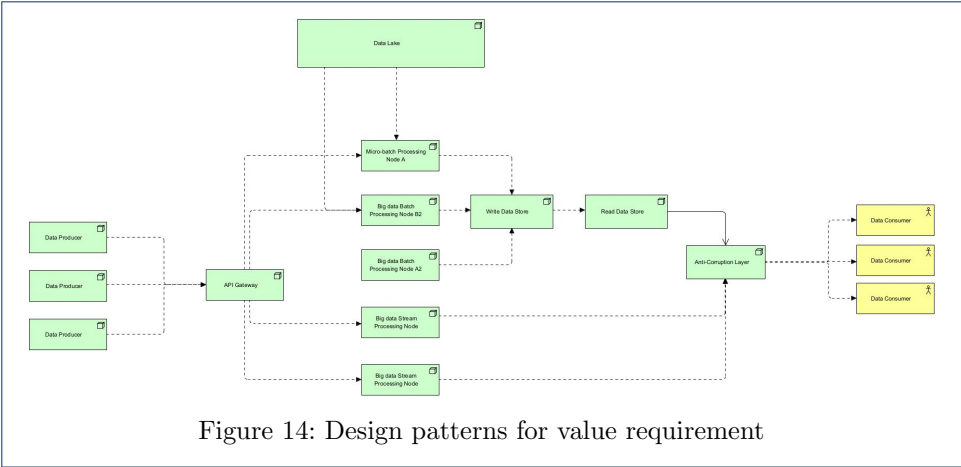 Data Lake
Micro-batch Processing
Node A
Big data Batch
Processing Node B2
Write Data Store
Read Data Store
Data Consumer
Data Producer
Big data Batch
Processing Node A2
Anti-Corruption Layer
Data Consumer
Data Producer
API Gateway
Data Consumer
Data Producer
Big data Stream
Processing Node
Big data Stream
Processing Node
Figure 14: Design patterns for value requirement